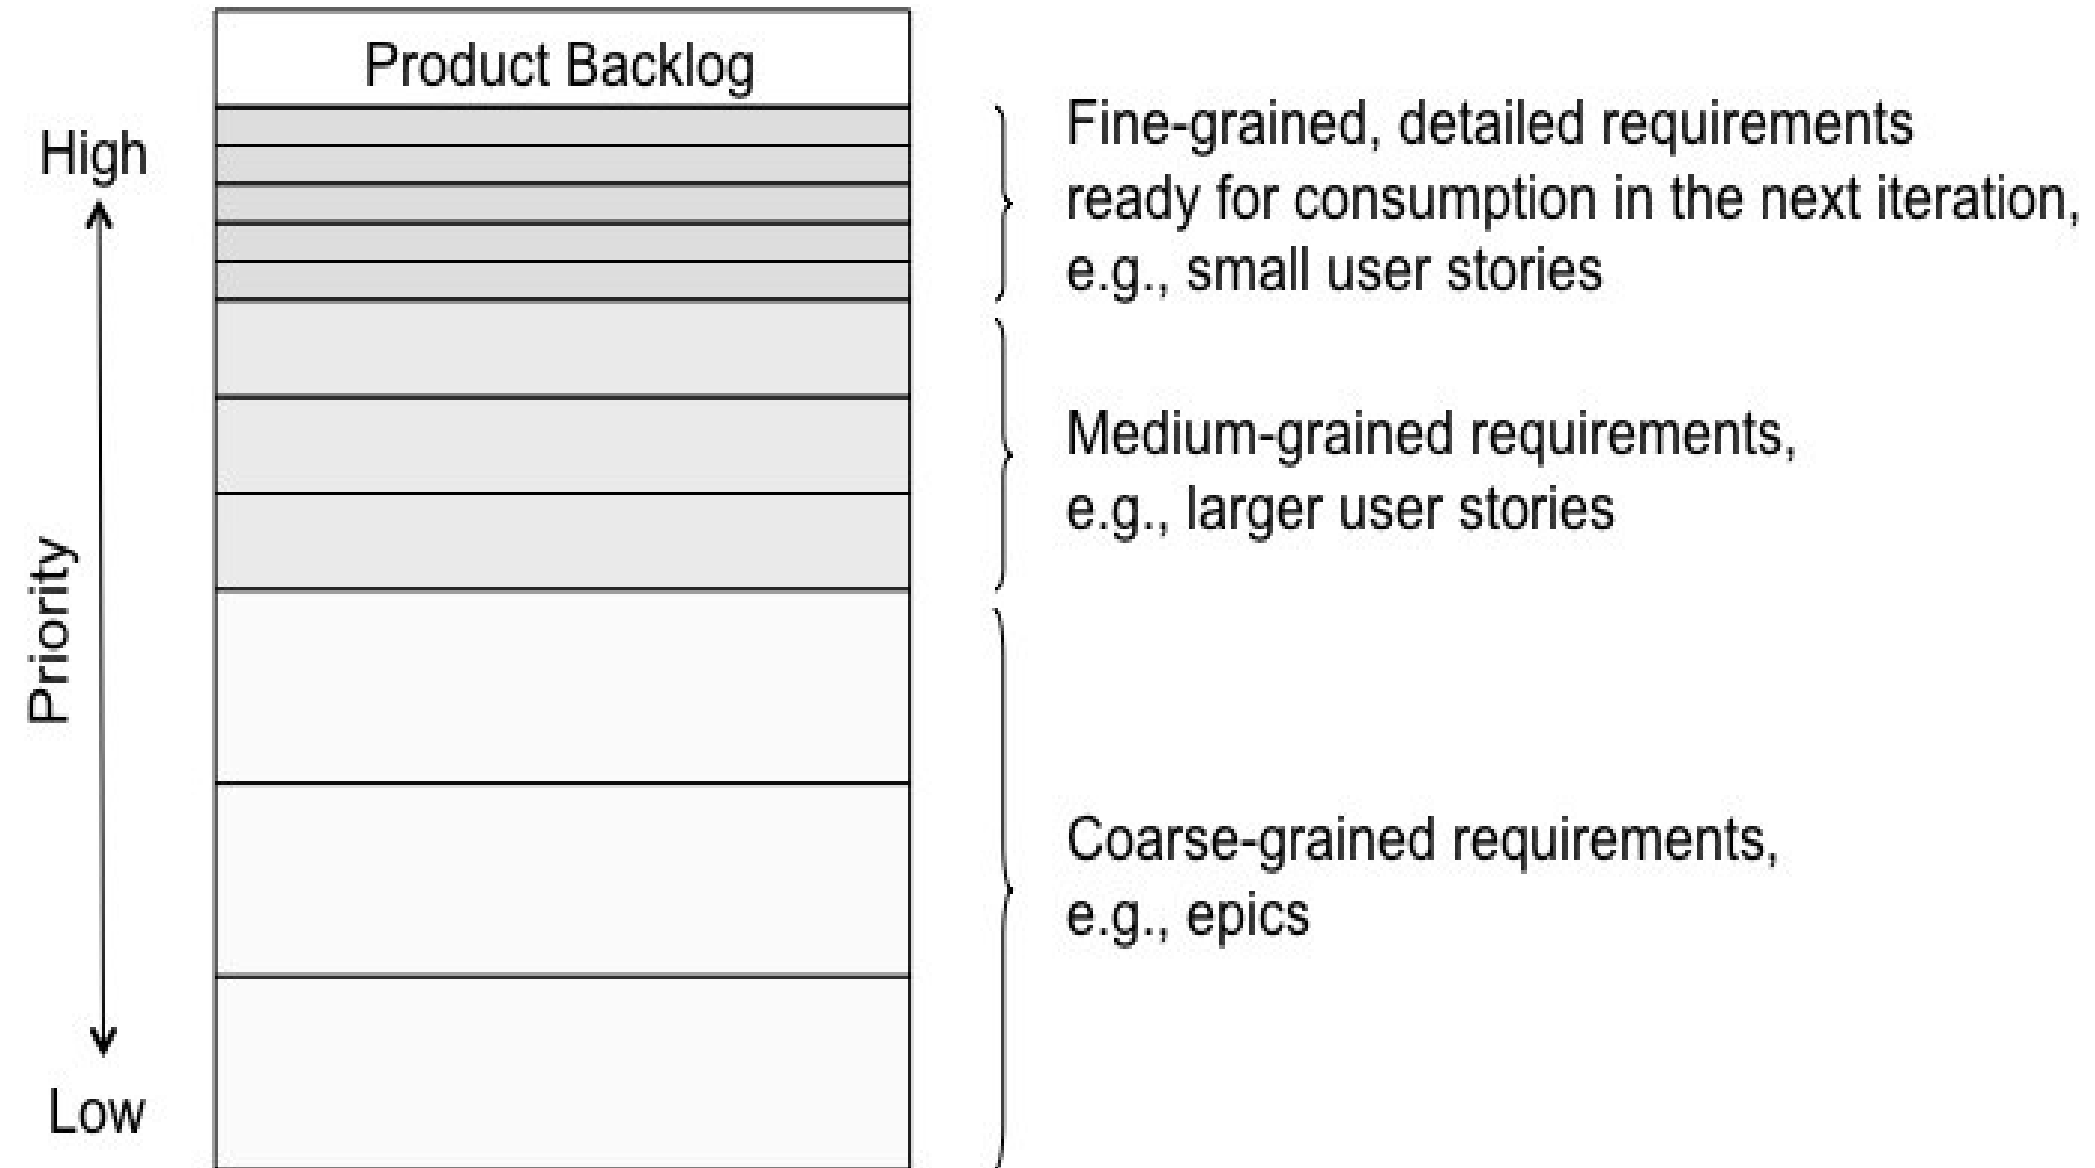 Product Backlog
High
Priority
Low
Fine-grained, detailed requirements
ready for consumption in the next iteration,
e.g., small user stories
Medium-grained requirements,
e.g., larger user stories
Coarse-grained requirements,
e.g., epics